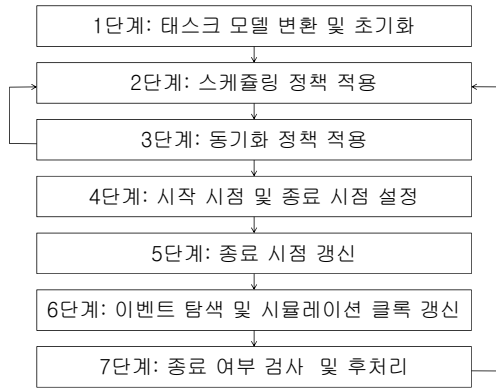 1단계: 태스크 모델 변환 및 초기화
2단계: 스케쥴링 정책 적용
3단계: 동기화 정책 적용
4단계: 시작 시점 및 종료 시점 설정
5단계: 종료 시점 갱신
6단계: 이벤트 탐색 및 시뮬레이션 클록 갱신
7단계: 종료 여부 검사 및 후처리